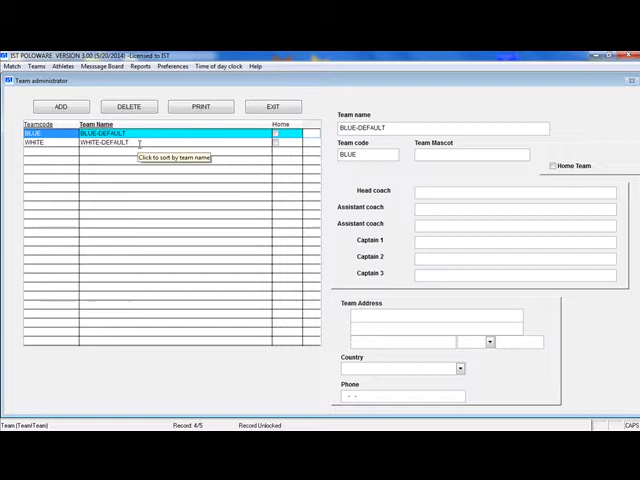 IST POLOWARE VERSION 3.00 (5/20/2014) -Licensed to IST
Match Teams Athletes Messsage Board Reports Preferences Time of day clock Help
Team administrator
ADD DELETE PRINT EXIT
Teamcode Team Name Home
BLUE BLUE-DEFAULT
WHITE WHITE-DEFAULT
Click to sort by team name
Team name
BLUE-DEFAULT
Team code Team Mascot
BLUE
Home Team
Head coach
Assistant coach
Assistant coach
Captain 1
Captain 2
Captain 3
Team Address
Country
Phone
- -
Team (Team!Team) Record: 4/5 Record Unlocked CAPS